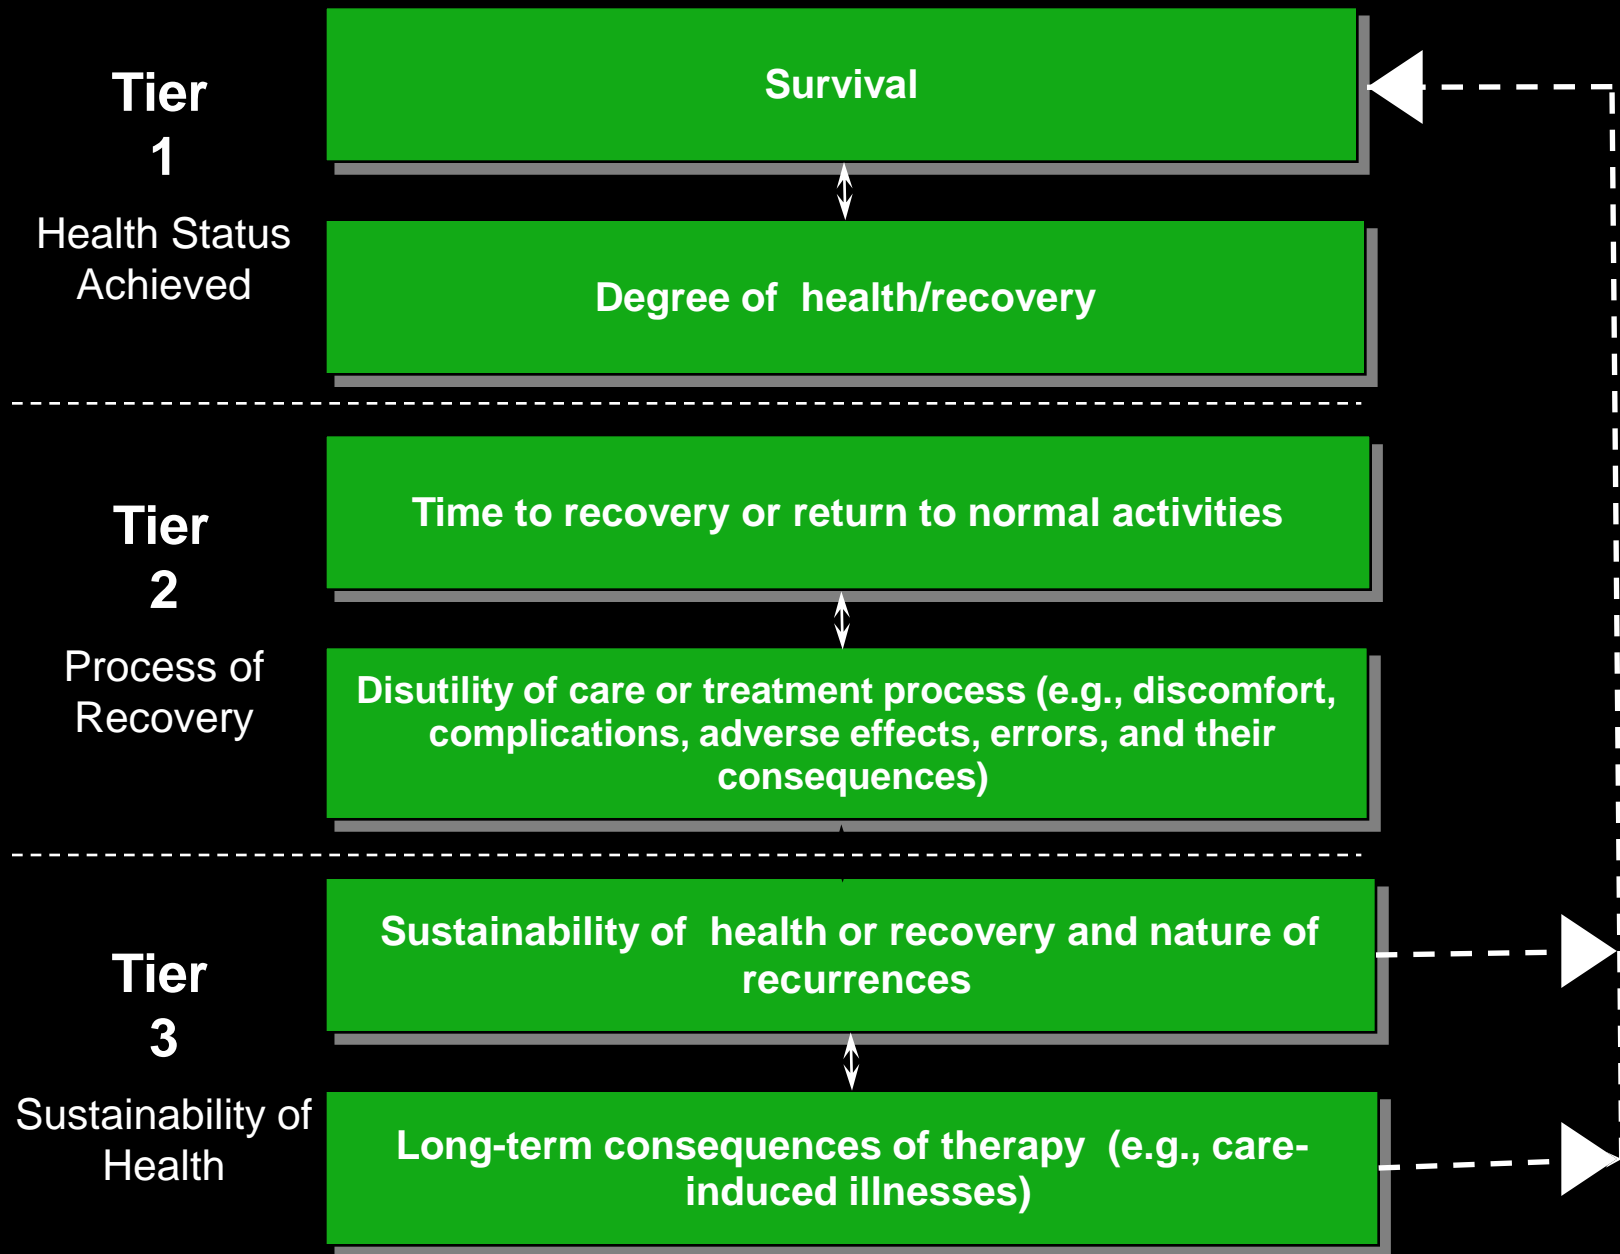 Tier
1
Health Status
Achieved
Survival
Degree of  health/recovery
Tier
2
Process of
Recovery
Time to recovery or return to normal activities
Disutility of care or treatment process (e.g., discomfort,
complications, adverse effects, errors, and their
consequences)
Tier
3
Sustainability of
Health
Sustainability of  health or recovery and nature of
recurrences
Long-term consequences of therapy  (e.g., care-
induced illnesses)